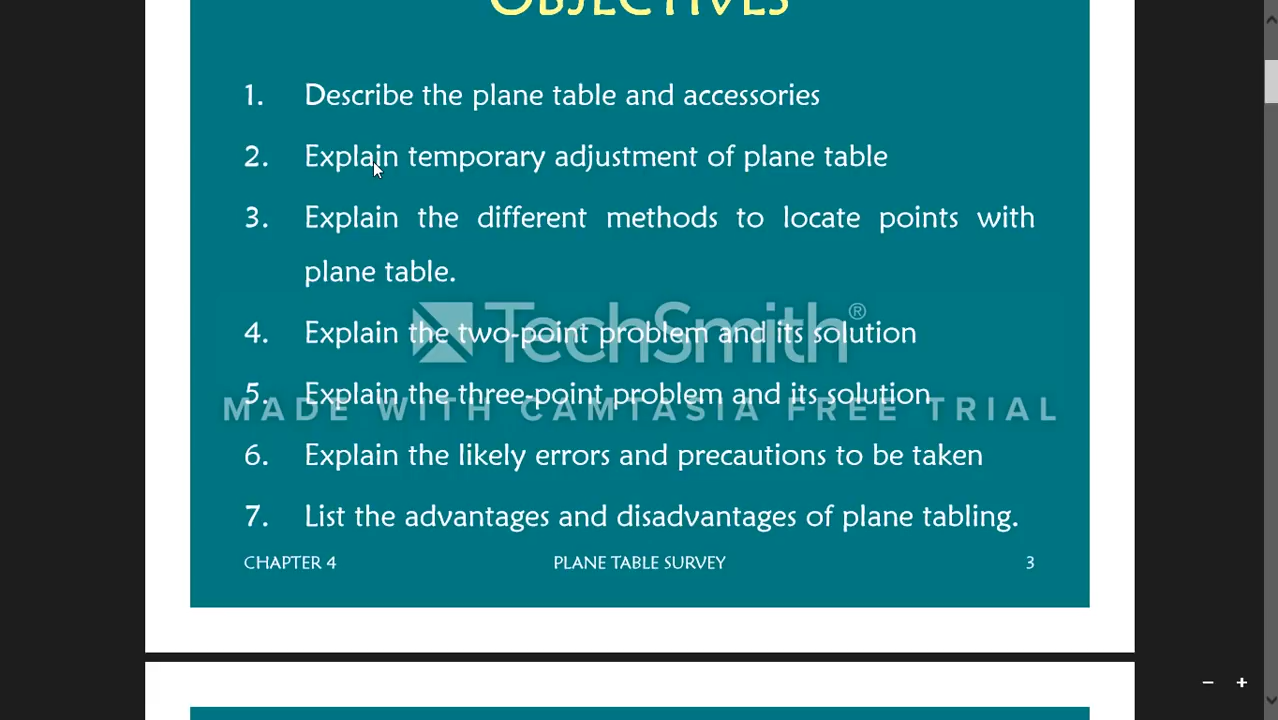 OBJECTIVES
1. Describe the plane table and accessories
2. Explain temporary adjustment of plane table
3. Explain the different methods to locate points with
plane table.
TechSmith®
4. Explain the two-point problem and its solution
5. Explain the three-point problem and its solution
MADE WITH CAMTASIA FREE TRIAL
6. Explain the likely errors and precautions to be taken
7. List the advantages and disadvantages of plane tabling.
CHAPTER 4 PLANE TABLE SURVEY 3